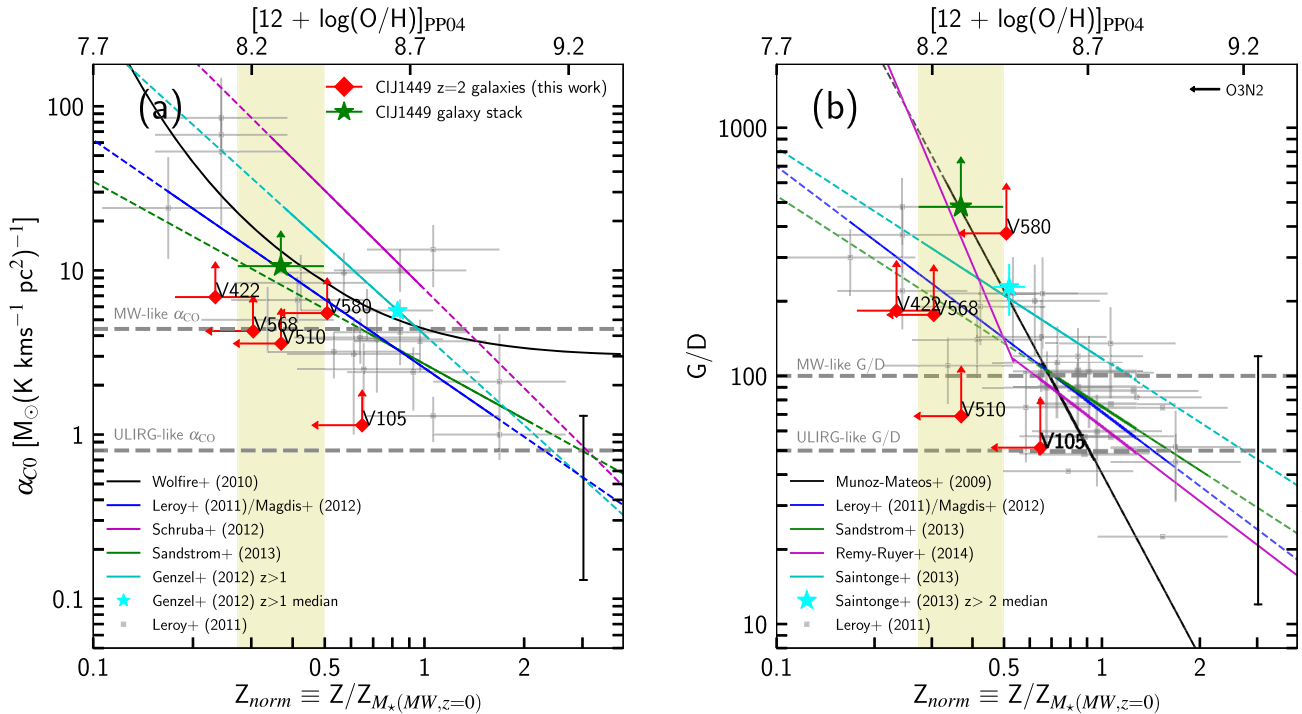 [12 + log(O/H)]PP04
7.7 8.2 8.7 9.2
(a)
ClJ1449 z=2 galaxies (this work)
ClJ1449 galaxy stack
100
10
1
0.1
αC0 [M⊙(K kms−1 pc2)−1]
V422
V580
V568
V510
V105
MW-like αCO
ULIRG-like αCO
Wolfire+ (2010)
Leroy+ (2011)/Magdis+ (2012)
Schruba+ (2012)
Sandstrom+ (2013)
Genzel+ (2012) z>1
Genzel+ (2012) z>1 median
Leroy+ (2011)
0.1 0.5 1 2
Znorm ≡ Z/ZM⋆(MW,z=0)
[12 + log(O/H)]PP04
7.7 8.2 8.7 9.2
(b)
O3N2
1000
100
10
G/D
V580
V422
V568
V510
V105
MW-like G/D
ULIRG-like G/D
Munoz-Mateos+ (2009)
Leroy+ (2011)/Magdis+ (2012)
Sandstrom+ (2013)
Remy-Ruyer+ (2014)
Saintonge+ (2013)
Saintonge+ (2013) z> 2 median
Leroy+ (2011)
0.1 0.5 1 2
Znorm ≡ Z/ZM⋆(MW,z=0)